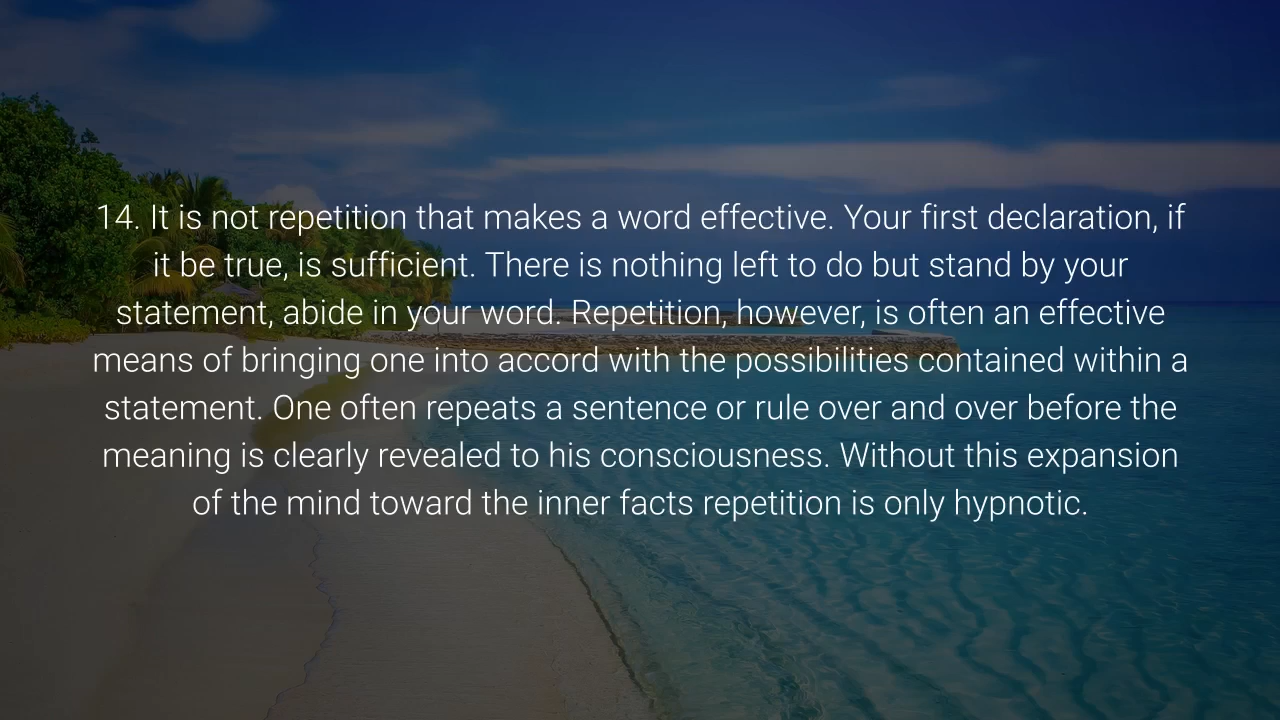 14. It is not repetition that makes a word effective. Your first declaration, if
it be true, is sufficient. There is nothing left to do but stand by your
statement, abide in your word. Repetition, however, is often an effective
means of bringing one into accord with the possibilities contained within a
statement. One often repeats a sentence or rule over and over before the
meaning is clearly revealed to his consciousness. Without this expansion
of the mind toward the inner facts repetition is only hypnotic.